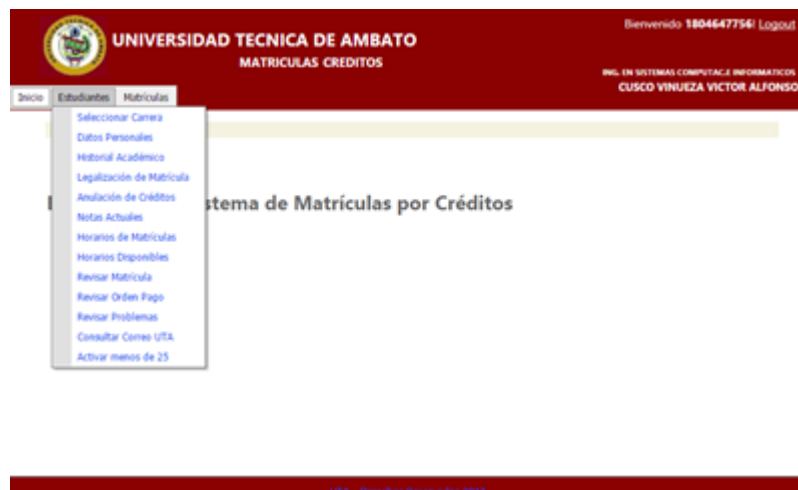 Bienvenido 1804647756! Logout
UNIVERSIDAD TECNICA DE AMBATO
MATRICULAS CREDITOS
ING. EN SISTEMAS COMPUTAC.E INFORMATICOS
CUSCO VINUEZA VICTOR ALFONSO
Inicio Estudiantes Matrículas
Seleccionar Carrera
Datos Personales
Historial Académico
Legalización de Matrícula
Anulación de Créditos
stema de Matrículas por Créditos
Notas Actuales
Horarios de Matrículas
Horarios Disponibles
Revisar Matrícula
Revisar Orden Pago
Revisar Problemas
Consultar Correo UTA
Activar menos de 25